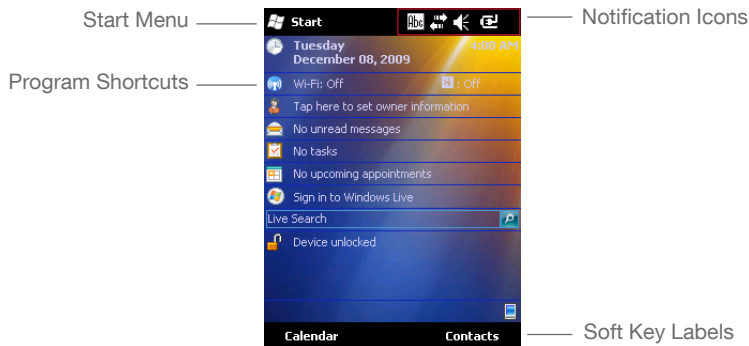 Start Menu
Start
Abc
Notification Icons
Tuesday
4:00 AM
December 08, 2009
Program Shortcuts
Wi-Fi: Off
: Off
Tap here to set owner information
No unread messages
No tasks
No upcoming appointments
Sign in to Windows Live
Live Search
Device unlocked
Calendar
Contacts
Soft Key Labels